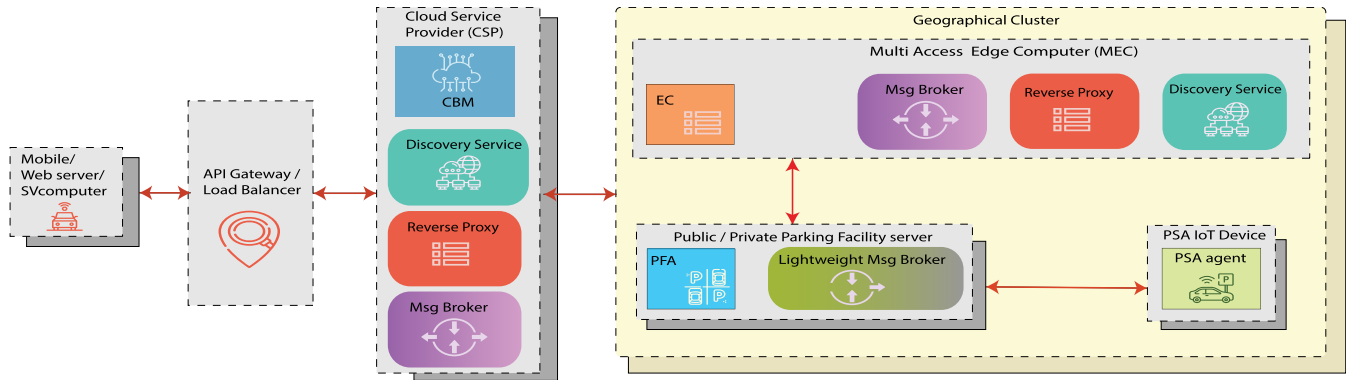 Mobile/
Web server/
SVcomputer
API Gateway /
Load Balancer
Cloud Service
Provider (CSP)
CBM
Discovery Service
Reverse Proxy
Msg Broker
Geographical Cluster
Multi Access Edge Computer (MEC)
EC
Msg Broker
Reverse Proxy
Discovery Service
Public / Private Parking Facility server
PFA
P
P
Lightweight Msg Broker
PSA IoT Device
PSA agent
P